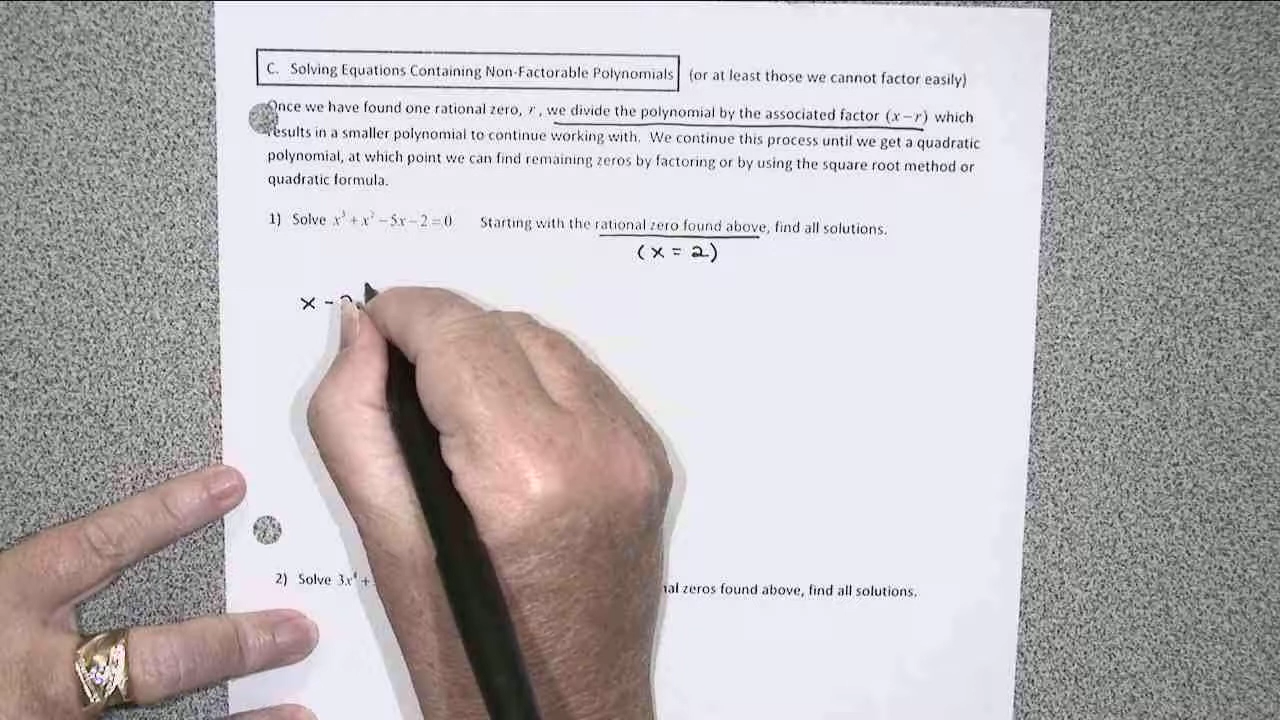 C. Solving Equations Containing Non-Factorable Polynomials (or at least those we cannot factor easily)
Once we have found one rational zero, r, we divide the polynomial by the associated factor (x−r) which
results in a smaller polynomial to continue working with. We continue this process until we get a quadratic
polynomial, at which point we can find remaining zeros by factoring or by using the square root method or
quadratic formula.
1) Solve x³ + x² − 5x − 2 = 0 Starting with the rational zero found above, find all solutions.
(x = 2)
x −
2) Solve 3x⁴ + zeros found above, find all solutions.